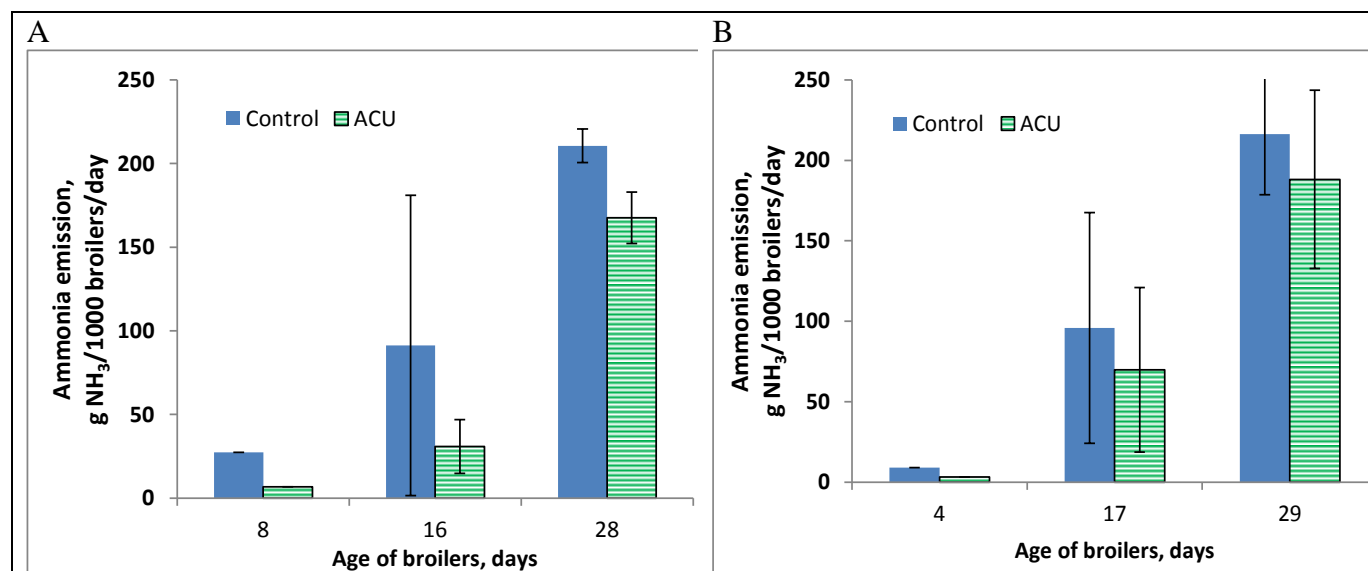 A
250
200
150
100
50
0
Ammonia emission,
g NH₃/1000 broilers/day
Control ACU
8 16 28
Age of broilers, days
B
250
200
150
100
50
0
Ammonia emission,
g NH₃/1000 broilers/day
Control ACU
4 17 29
Age of broilers, days